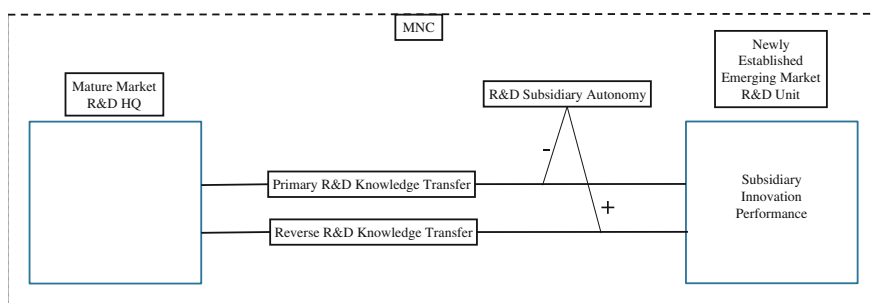 MNC
Newly
Established
Emerging Market
R&D Unit
Mature Market
R&D HQ
R&D Subsidiary Autonomy
-
Primary R&D Knowledge Transfer
Subsidiary
Innovation
Performance
+
Reverse R&D Knowledge Transfer